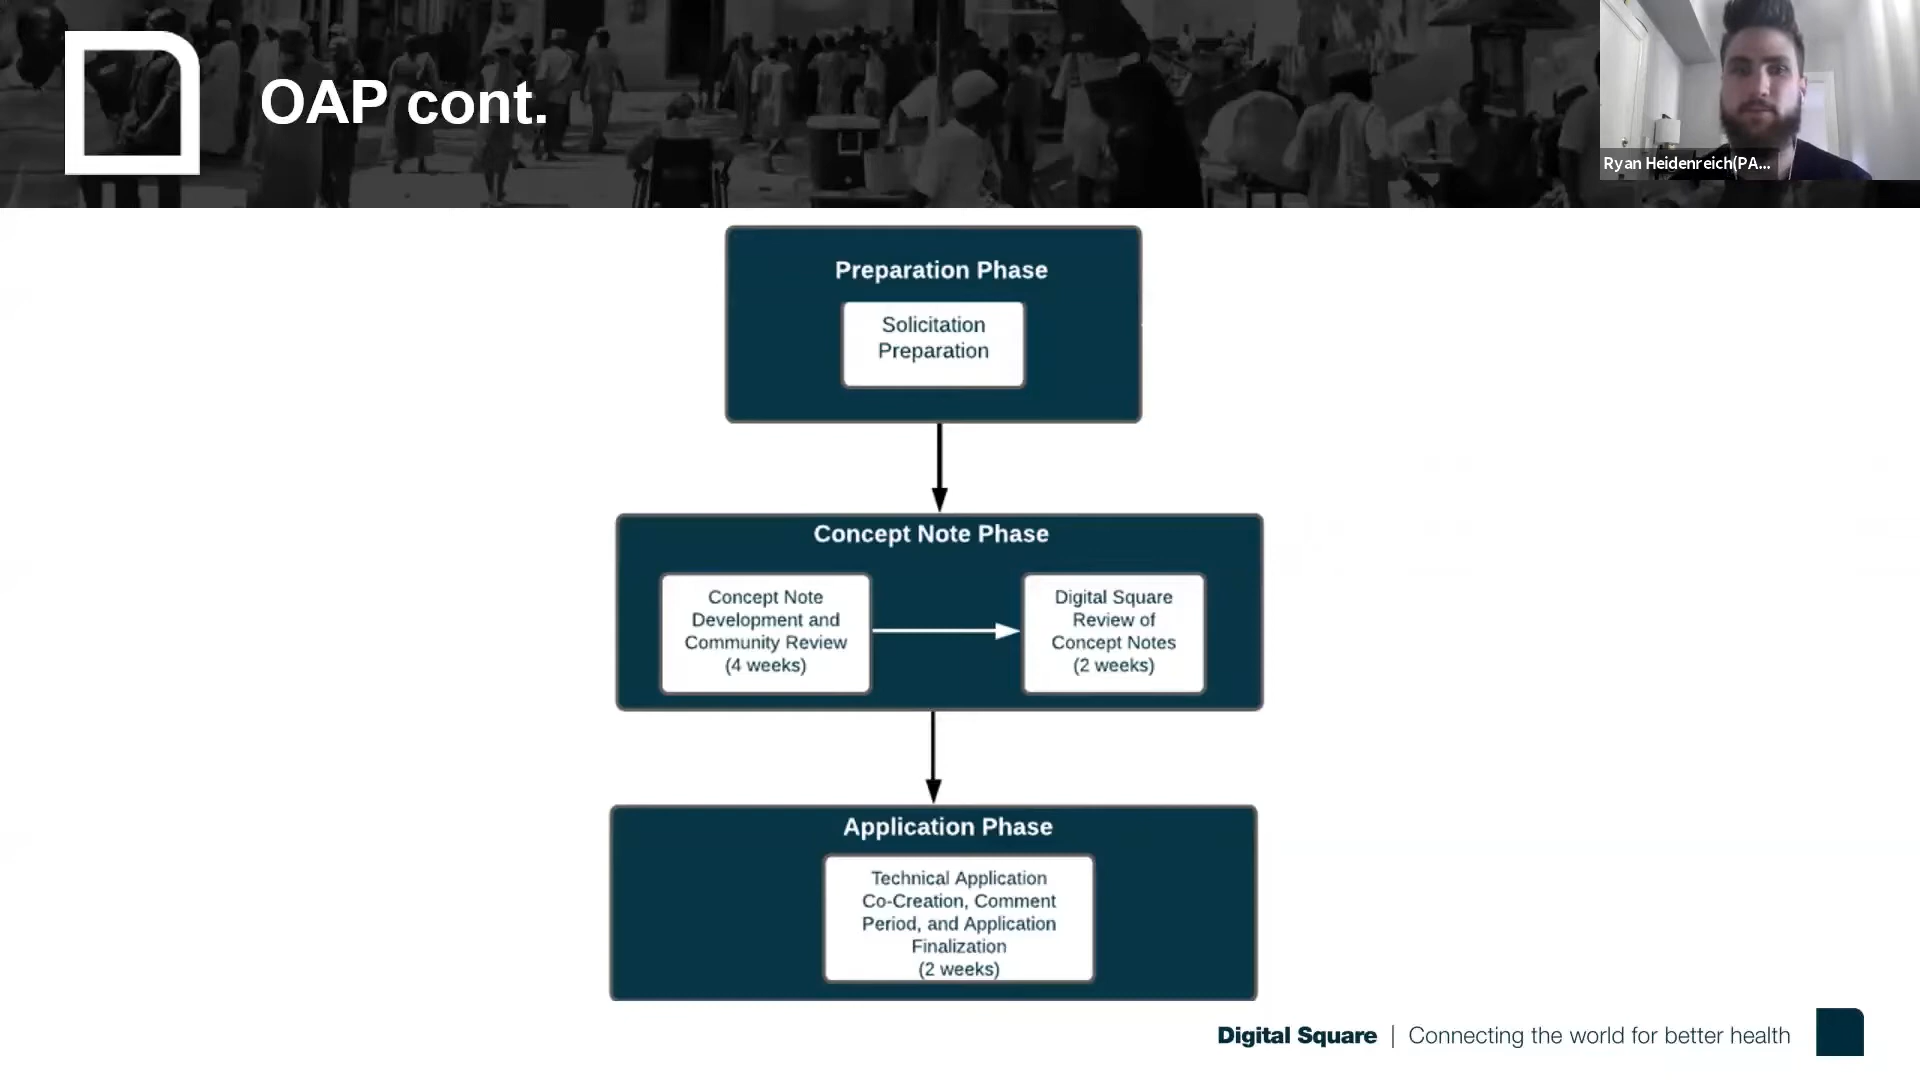 OAP cont.
Ryan Heidenreich(PA...
Preparation Phase
Solicitation
Preparation
Concept Note Phase
Concept Note
Development and
Community Review
(4 weeks)
Digital Square
Review of
Concept Notes
(2 weeks)
Application Phase
Technical Application
Co-Creation, Comment
Period, and Application
Finalization
(2 weeks)
Digital Square | Connecting the world for better health